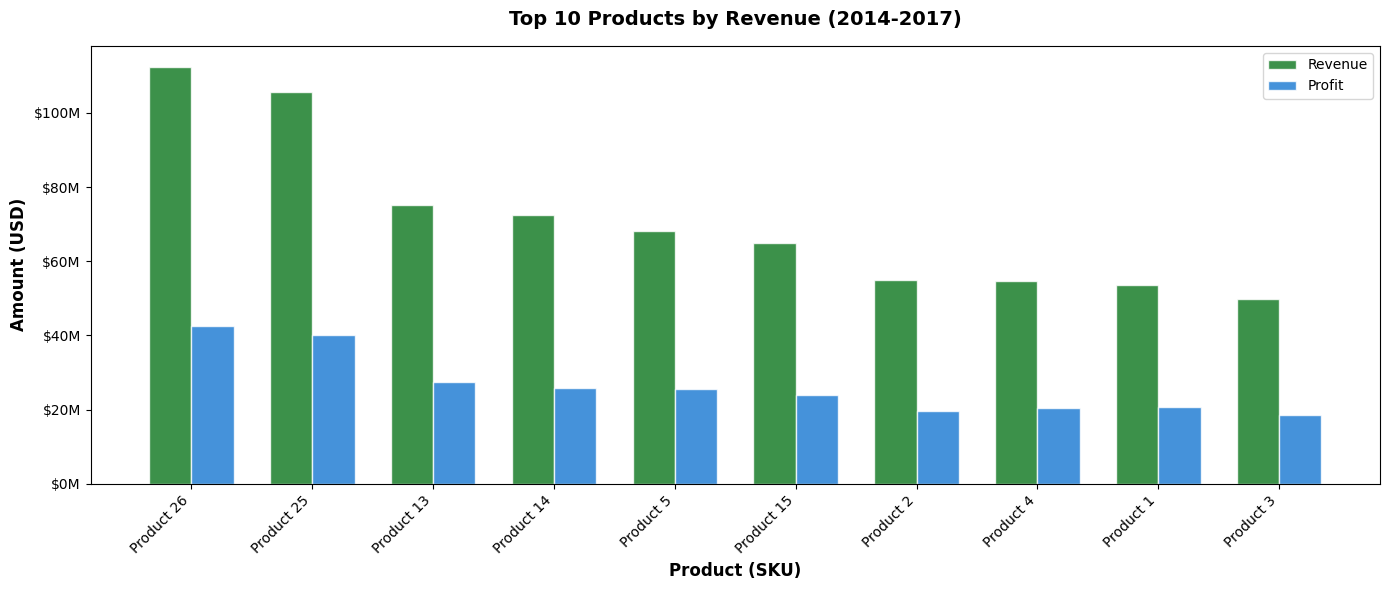 Top 10 Products by Revenue (2014-2017)
Revenue
Profit
Amount (USD)
$100M
$80M
$60M
$40M
$20M
$0M
Product 26
Product 25
Product 13
Product 14
Product 5
Product 15
Product 2
Product 4
Product 1
Product 3
Product (SKU)